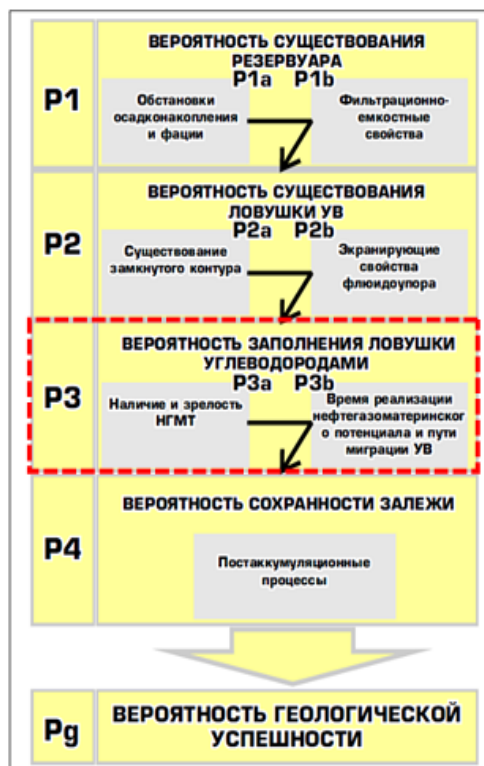 P1
ВЕРОЯТНОСТЬ СУЩЕСТВОВАНИЯ
РЕЗЕРВУАРА
P1a P1b
Обстановки
осадконакопления
и фации
Фильтрационно-
емкостные
свойства
P2
ВЕРОЯТНОСТЬ СУЩЕСТВОВАНИЯ
ЛОВУШКИ УВ
P2a P2b
Существование
замкнутого контура
Экранирующие
свойства
флюидоупора
P3
ВЕРОЯТНОСТЬ ЗАПОЛНЕНИЯ ЛОВУШКИ
УГЛЕВОДОРОДАМИ
P3a P3b
Наличие и зрелость
НГМТ
Время реализации
нефтегазоматеринског
о потенциала и пути
миграции УВ
P4
ВЕРОЯТНОСТЬ СОХРАННОСТИ ЗАЛЕЖИ
Постаккумуляционные
процессы
Pg
ВЕРОЯТНОСТЬ ГЕОЛОГИЧЕСКОЙ
УСПЕШНОСТИ